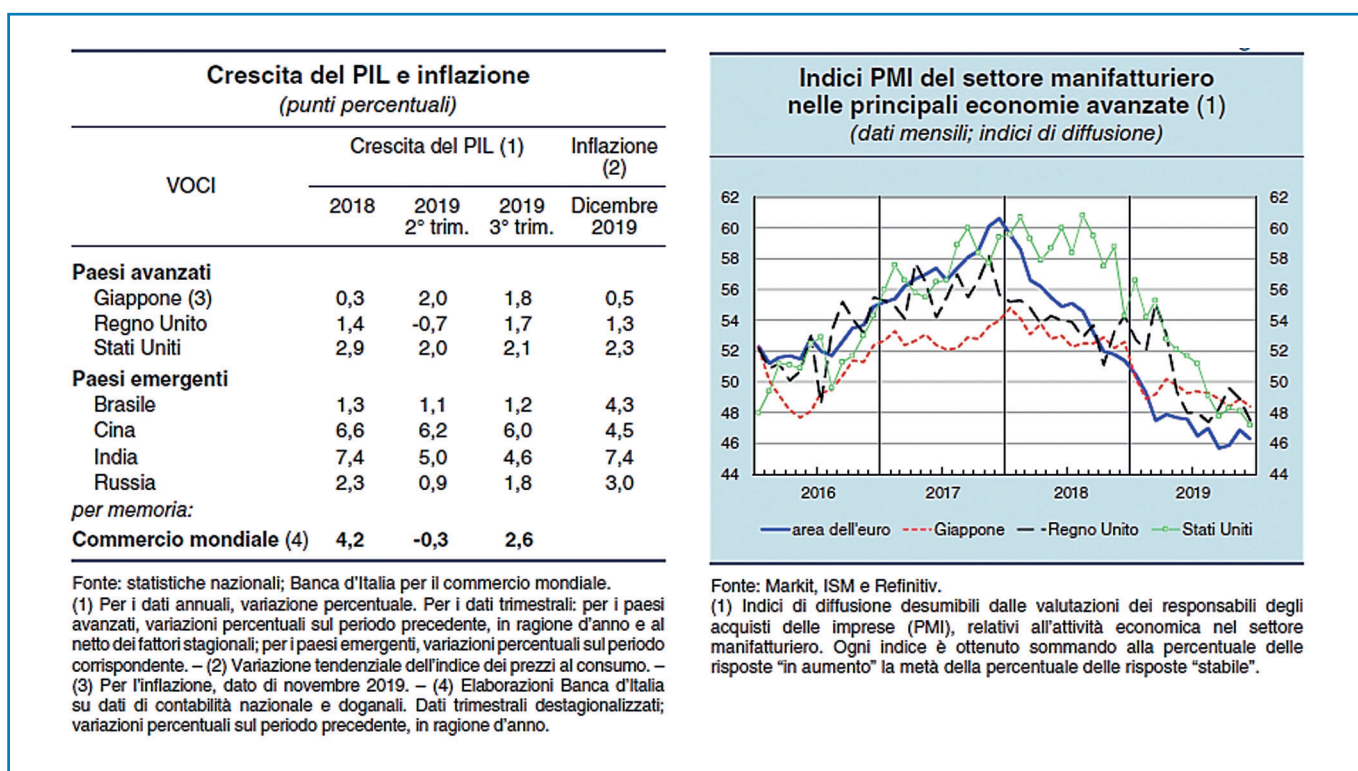 Crescita del PIL e inflazione
(punti percentuali)
VOCI
Crescita del PIL (1)
Inflazione
(2)
2018
2019
2° trim.
2019
3° trim.
Dicembre
2019
Paesi avanzati
Giappone (3) 0,3 2,0 1,8 0,5
Regno Unito 1,4 -0,7 1,7 1,3
Stati Uniti 2,9 2,0 2,1 2,3
Paesi emergenti
Brasile 1,3 1,1 1,2 4,3
Cina 6,6 6,2 6,0 4,5
India 7,4 5,0 4,6 7,4
Russia 2,3 0,9 1,8 3,0
per memoria:
Commercio mondiale (4) 4,2 -0,3 2,6
Fonte: statistiche nazionali; Banca d'Italia per il commercio mondiale.
(1) Per i dati annuali, variazione percentuale. Per i dati trimestrali: per i paesi
avanzati, variazioni percentuali sul periodo precedente, in ragione d'anno e al
netto dei fattori stagionali; per i paesi emergenti, variazioni percentuali sul periodo
corrispondente. – (2) Variazione tendenziale dell'indice dei prezzi al consumo. –
(3) Per l'inflazione, dato di novembre 2019. – (4) Elaborazioni Banca d'Italia
su dati di contabilità nazionale e doganali. Dati trimestrali destagionalizzati;
variazioni percentuali sul periodo precedente, in ragione d'anno.
Indici PMI del settore manifatturiero
nelle principali economie avanzate (1)
(dati mensili; indici di diffusione)
62 62
60 60
58 58
56 56
54 54
52 52
50 50
48 48
46 46
44 44
2016 2017 2018 2019
area dell'euro Giappone Regno Unito Stati Uniti
Fonte: Markit, ISM e Refinitiv.
(1) Indici di diffusione desumibili dalle valutazioni dei responsabili degli
acquisti delle imprese (PMI), relativi all'attività economica nel settore
manifatturiero. Ogni indice è ottenuto sommando alla percentuale delle
risposte “in aumento” la metà della percentuale delle risposte “stabile”.